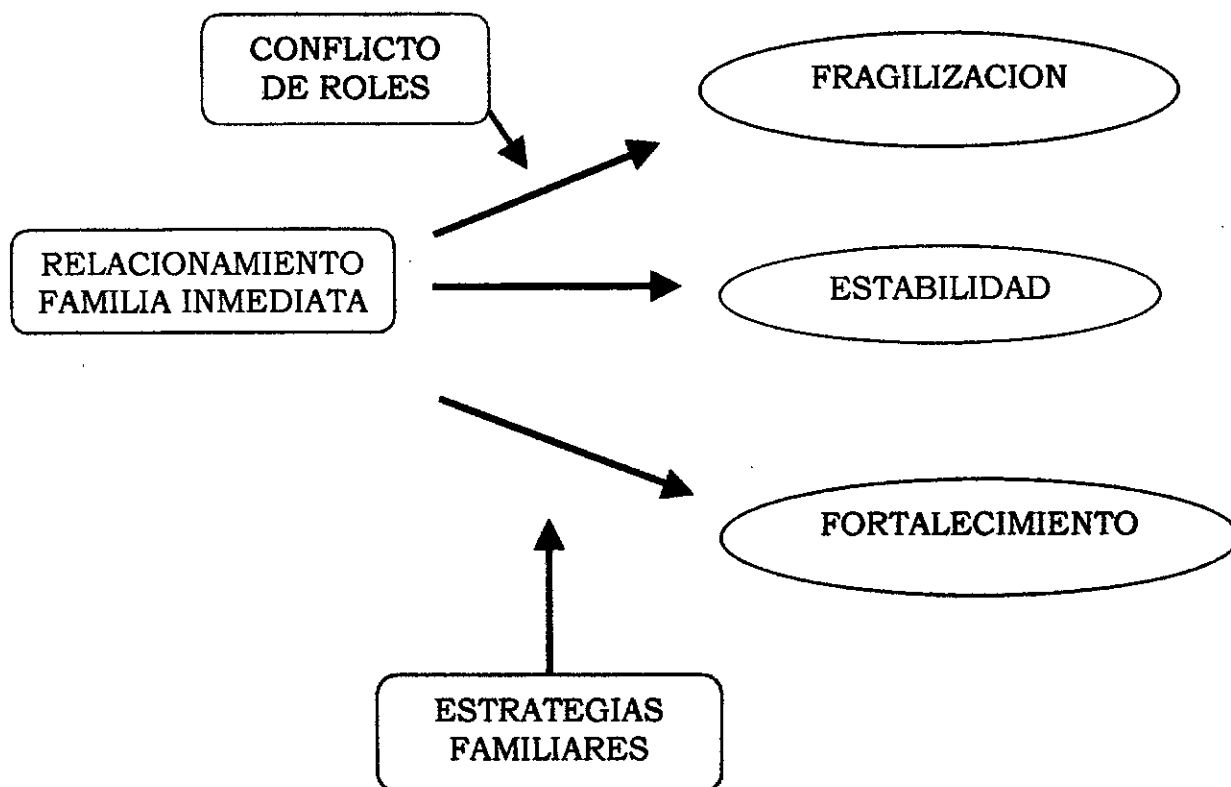 CONFLICTO
DE ROLES
FRAGILIZACION
RELACIONAMIENTO
FAMILIA INMEDIATA
ESTABILIDAD
FORTALECIMIENTO
ESTRATEGIAS
FAMILIARES